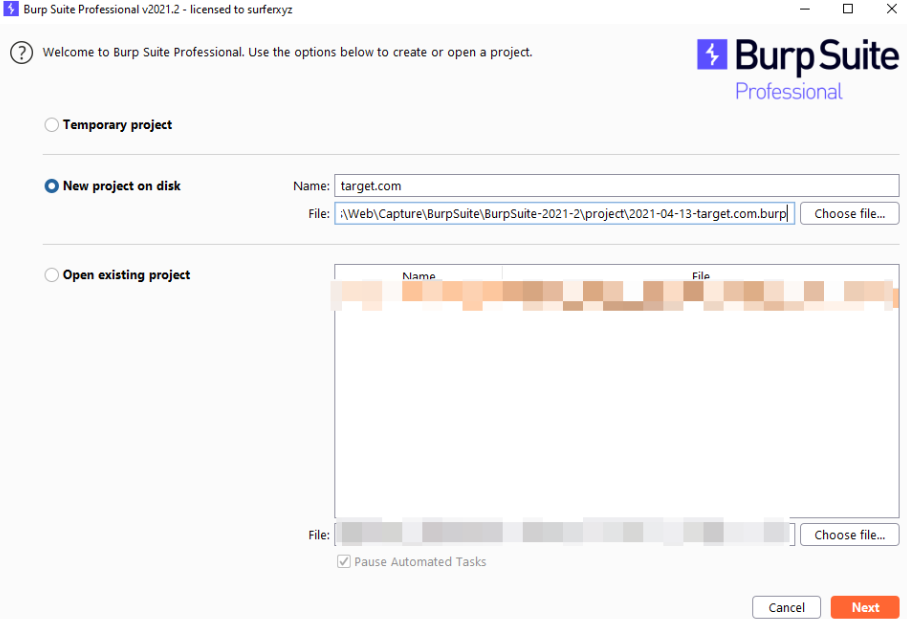 Burp Suite Professional v2021.2 - licensed to surferxyz
Welcome to Burp Suite Professional. Use the options below to create or open a project.
Burp Suite
Professional
Temporary project
New project on disk
Name: target.com
File: :\Web\Capture\BurpSuite\BurpSuite-2021-2\project\2021-04-13-target.com.burp Choose file...
Open existing project
Name File
File: Choose file...
Pause Automated Tasks
Cancel Next